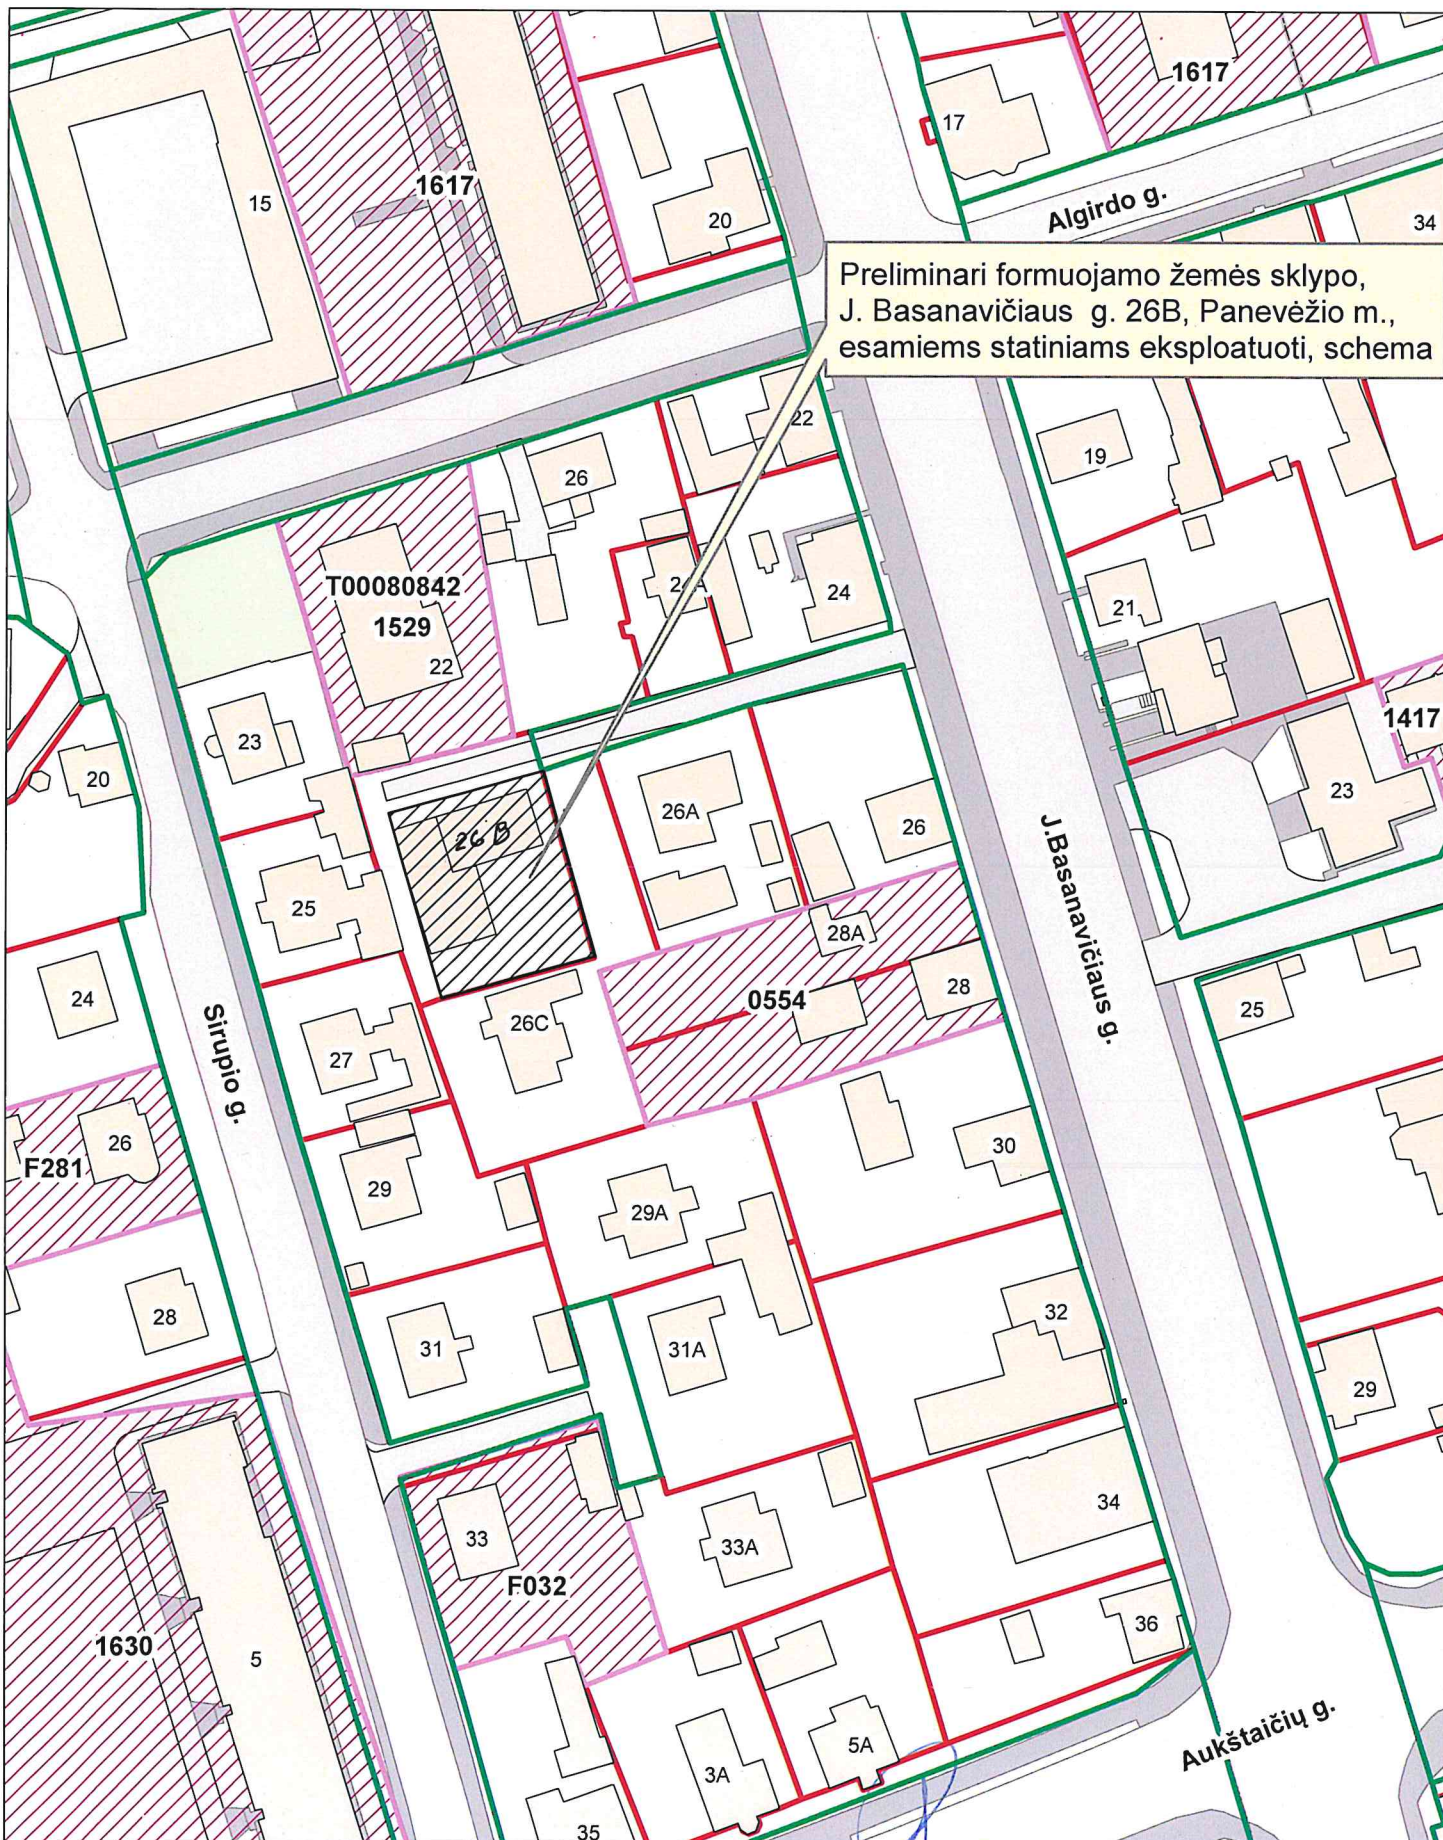 1617
17
15
1617
20
Algirdo g.
34
Preliminari formuojamo žemės sklypo,
J. Basanavičiaus g. 26B, Panevėžio m.,
esamiems statiniams eksploatuoti, schema
22
19
26
T00080842
1529
22
24A
24
21
1417
23
20
23
26A
26
26 B
25
J.Basanavičiaus g.
28A
28
0554
24
25
Sirupio g.
26C
27
26
F281
29
30
29A
28
31
31A
32
29
33
33A
34
F032
36
1630
5
5A
3A
Aukštaičių g.
35